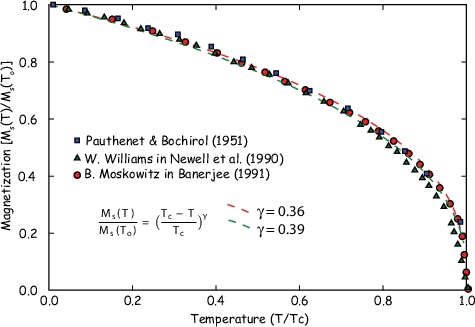 1.0
0.8
0.6
0.4
0.2
0.0
Magnetization [Ms(T)/Ms(To)]
Pauthenet & Bochirol (1951)
W. Williams in Newell et al. (1990)
B. Moskowitz in Banerjee (1991)
Ms(T)/Ms(To) = (Tc – T/Tc)γ
γ = 0.36
γ = 0.39
0.0 0.2 0.4 0.6 0.8 1.0
Temperature (T/Tc)